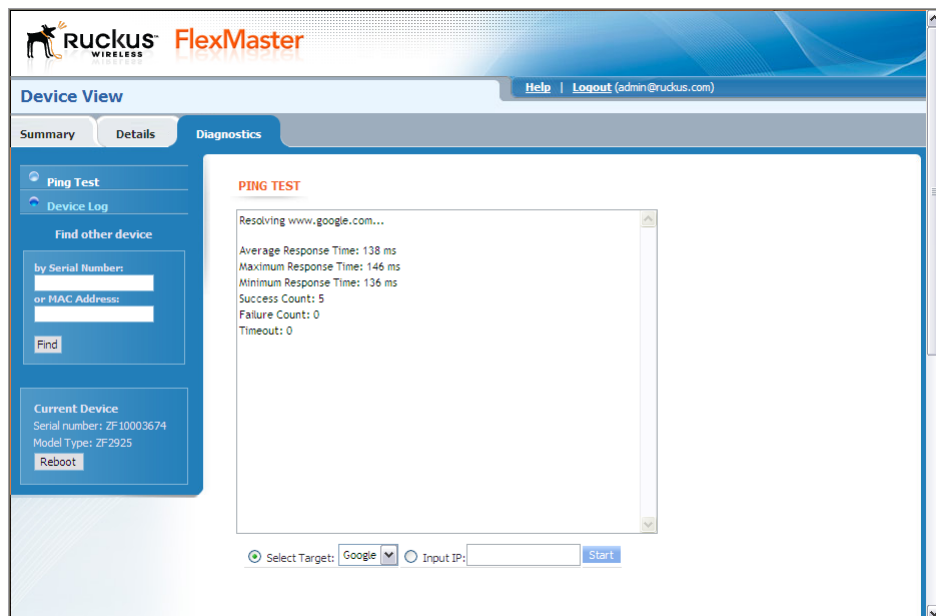 Ruckus WIRELESS FlexMaster
Device View
Help | Logout (admin@ruckus.com)
Summary Details Diagnostics
Ping Test
Device Log
Find other device
by Serial Number:
or MAC Address:
Find
Current Device
Serial number: ZF10003674
Model Type: ZF2925
Reboot
PING TEST
Resolving www.google.com...
Average Response Time: 138 ms
Maximum Response Time: 146 ms
Minimum Response Time: 136 ms
Success Count: 5
Failure Count: 0
Timeout: 0
Select Target: Google Input IP: Start